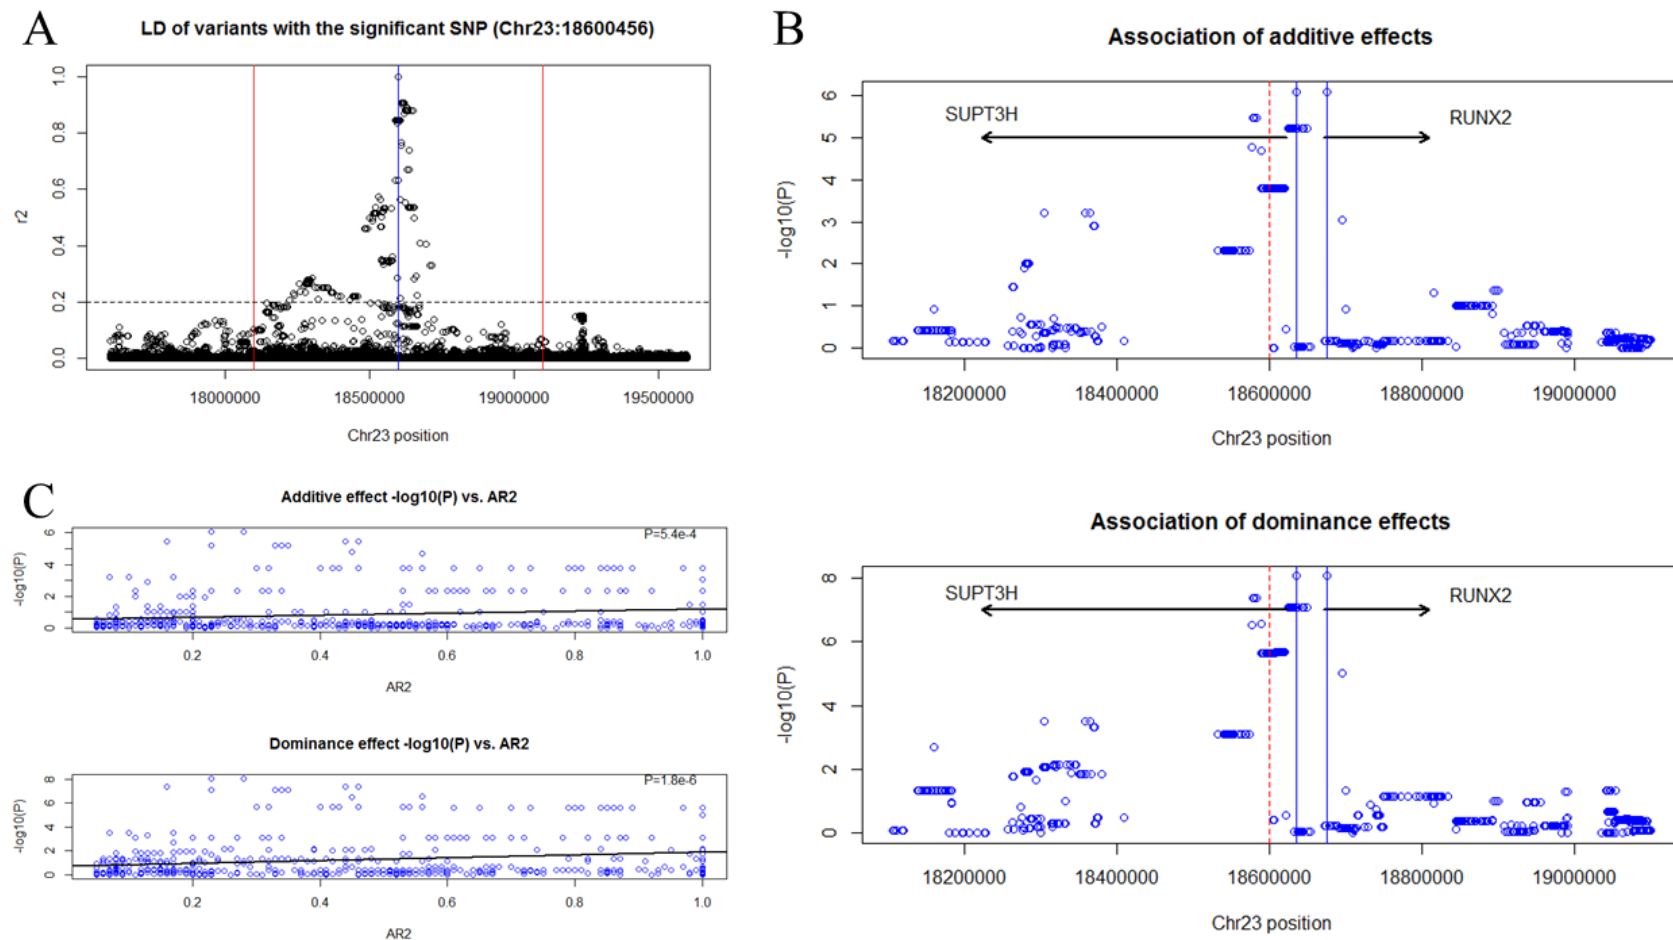 A
LD of variants with the significant SNP (Chr23:18600456)
r2
1.0
0.8
0.6
0.4
0.2
0.0
18000000 18500000 19000000 19500000
Chr23 position
B
Association of additive effects
SUPT3H
RUNX2
-log10(P)
6
5
4
3
2
1
0
18200000 18400000 18600000 18800000 19000000
Chr23 position
C
Additive effect -log10(P) vs. AR2
P=5.4e-4
-log10(P)
6
4
2
0
0.2 0.4 0.6 0.8 1.0
AR2
Dominance effect -log10(P) vs. AR2
P=1.8e-6
-log10(P)
8
6
4
2
0
0.2 0.4 0.6 0.8 1.0
AR2
Association of dominance effects
SUPT3H
RUNX2
-log10(P)
8
6
4
2
0
18200000 18400000 18600000 18800000 19000000
Chr23 position